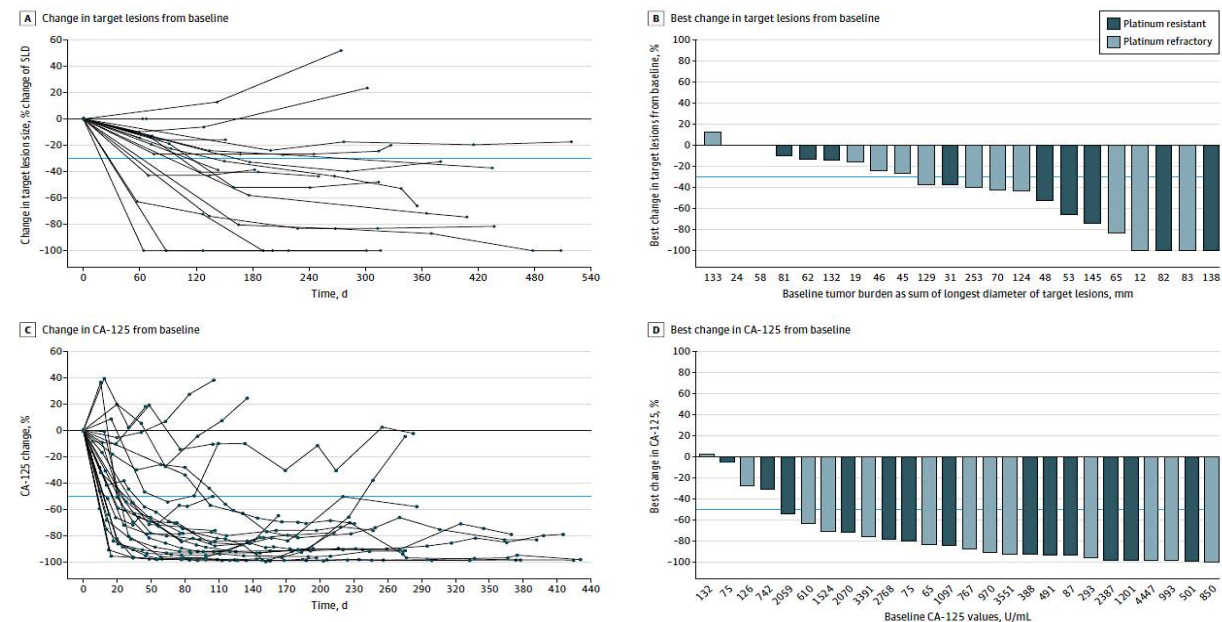 A Change in target lesions from baseline
Change in target lesion size, % change of SLD
60
40
20
0
-20
-40
-60
-80
-100
0 60 120 180 240 300 360 420 480 540
Time, d
B Best change in target lesions from baseline
Platinum resistant
Platinum refractory
Best change in target lesions from baseline, %
100
80
60
40
20
0
-20
-40
-60
-80
-100
133 24 58 81 62 132 19 46 45 129 31 253 70 124 48 53 145 65 12 82 83 138
Baseline tumor burden as sum of longest diameter of target lesions, mm
C Change in CA-125 from baseline
CA-125 change, %
60
40
20
0
-20
-40
-60
-80
-100
0 20 40 50 80 110 140 170 200 230 260 290 320 350 380 410 440
Time, d
D Best change in CA-125 from baseline
Best change in CA-125, %
100
80
60
40
20
0
-20
-40
-60
-80
-100
132 75 126 742 2059 610 1524 2070 3391 2768 75 65 1097 767 970 3551 388 491 87 293 2387 1201 4447 993 501 850
Baseline CA-125 values, U/mL